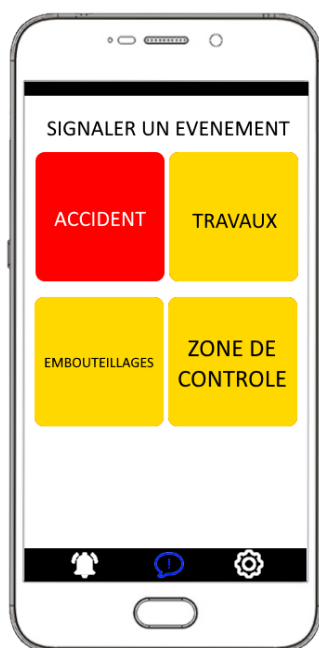 SIGNALER UN EVENEMENT
ACCIDENT
TRAVAUX
EMBOUTEILLAGES
ZONE DE
CONTROLE
!